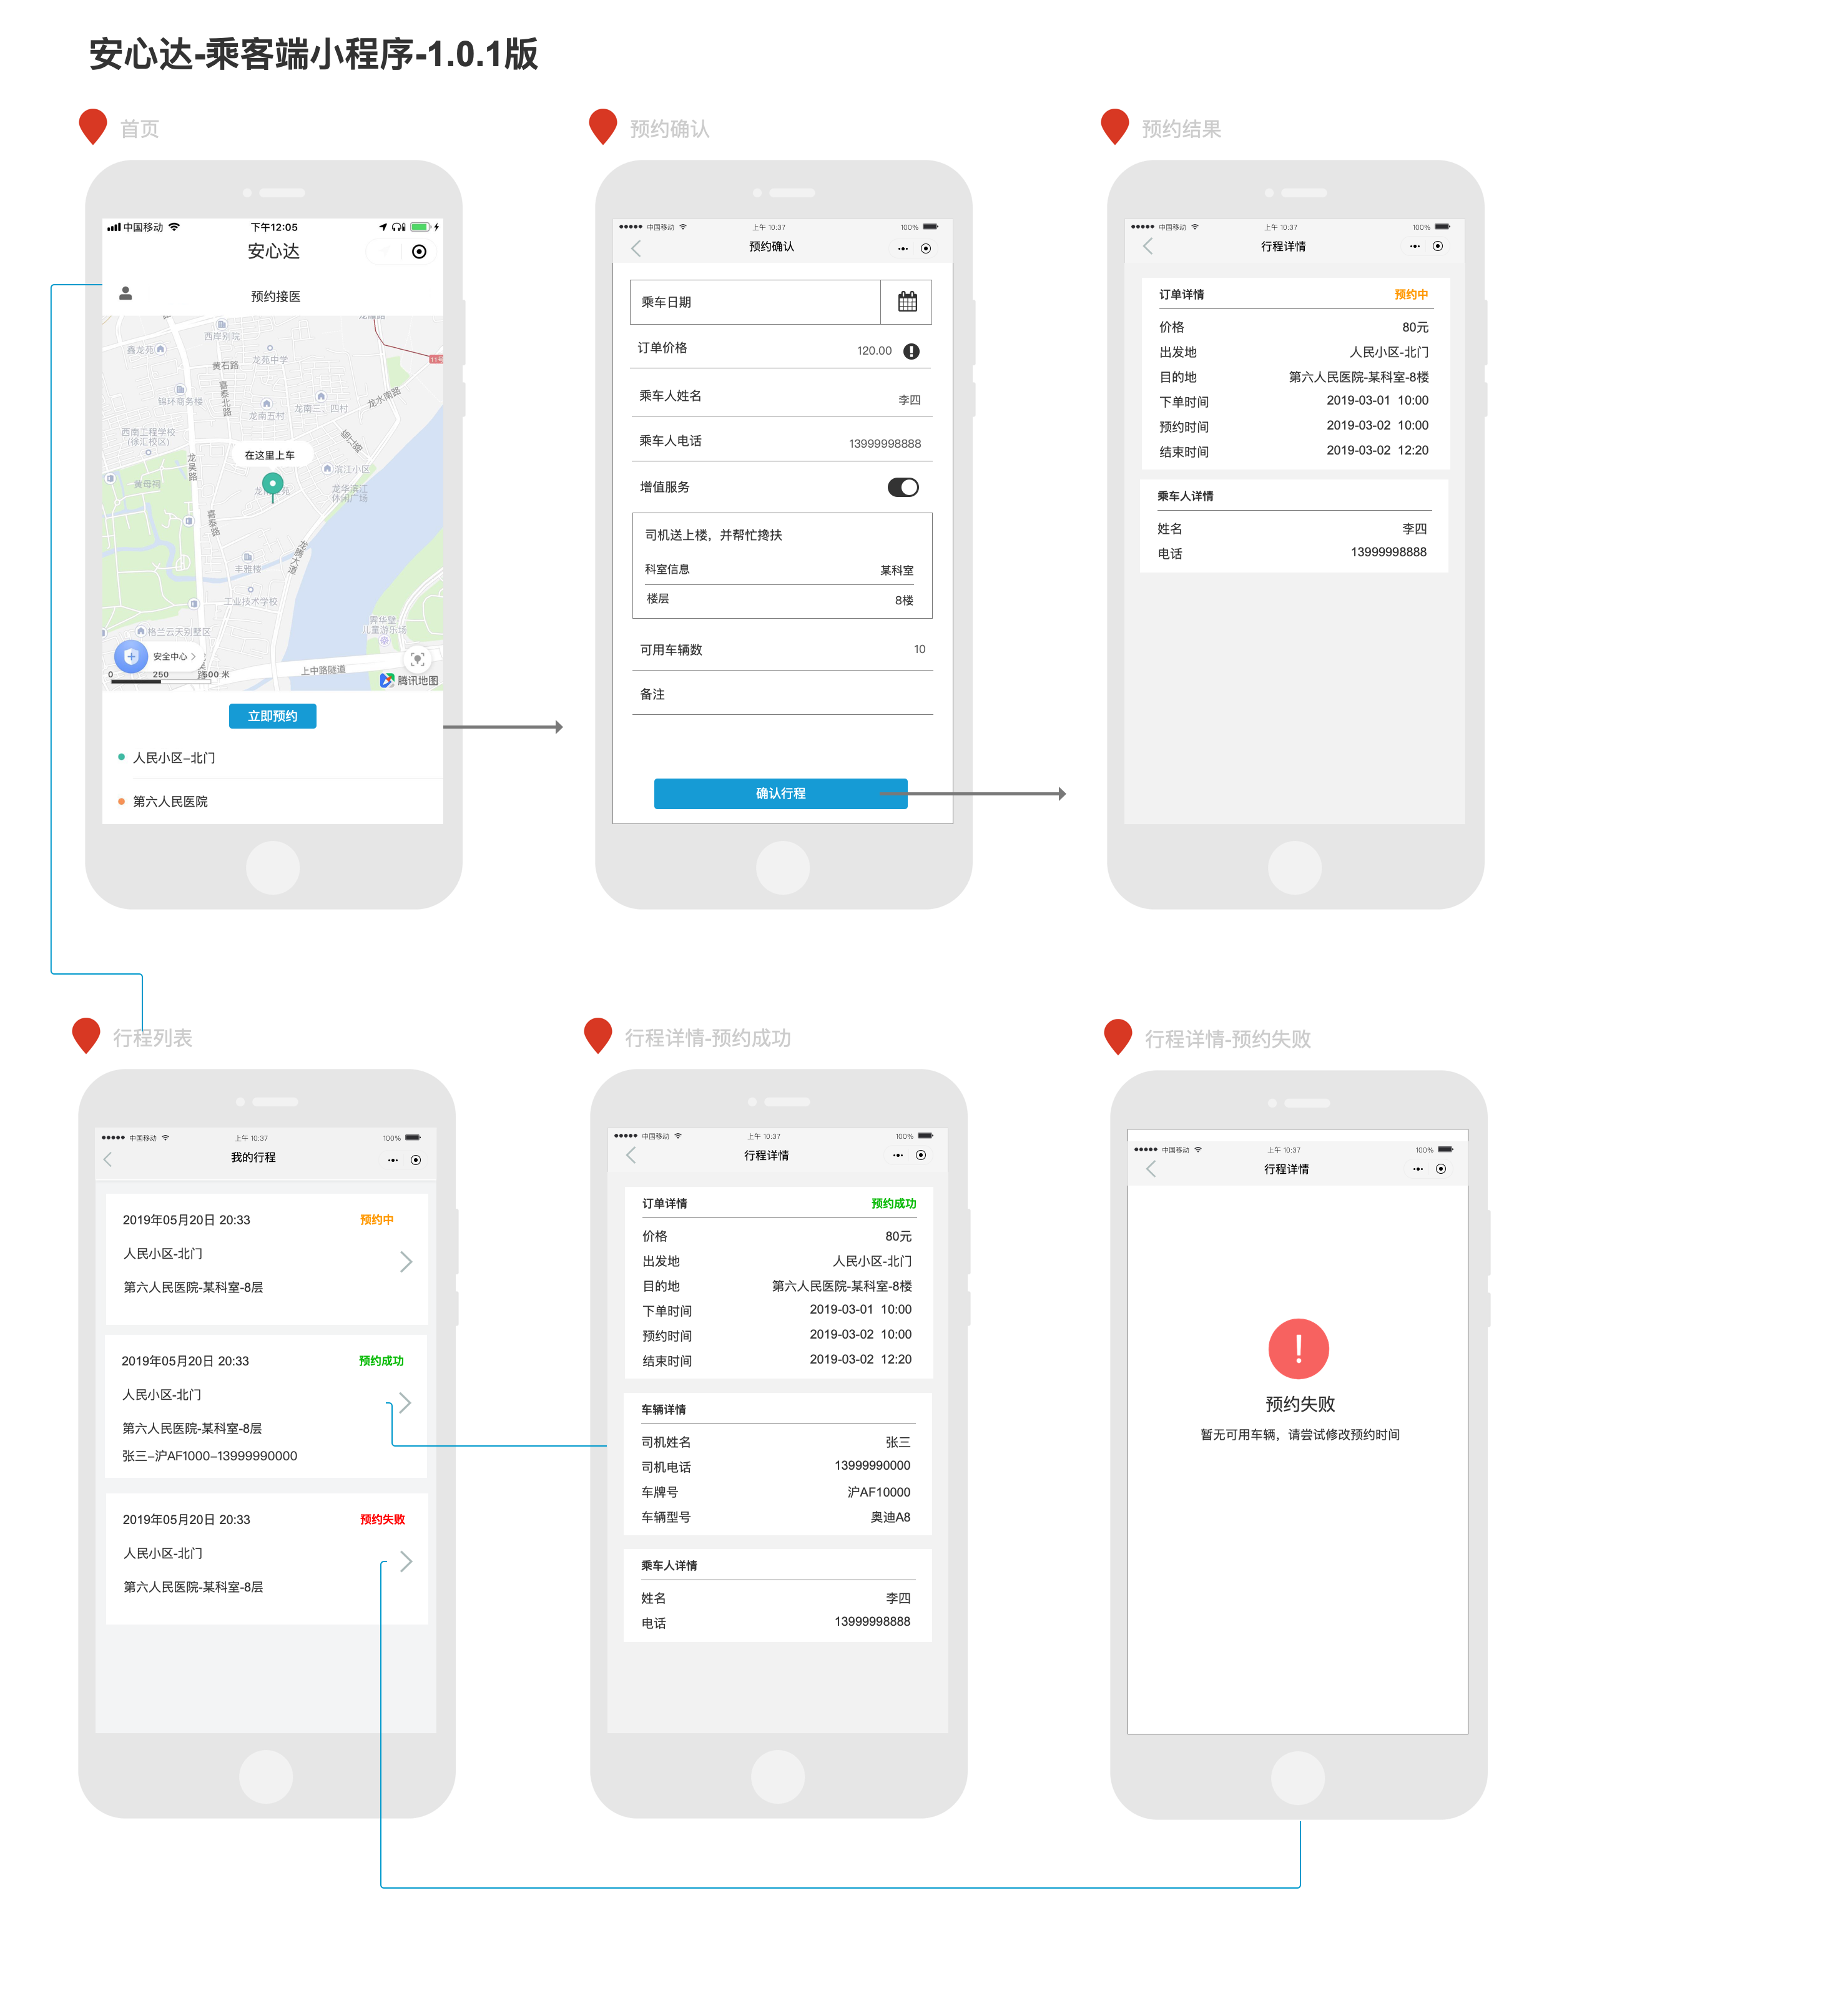 安心达-乘客端小程序-1.0.1版
首页
中国移动
下午12:05
安心达
预约接医
西岸别院
鑫龙苑
黄石路
龙苑中学
锦环商务楼
嘉泰北路
龙南五村
龙南三、四村
龙水南路
西南工程学校
(徐汇校区)
龙吴路
在这里上车
滨江小区
黄母祠
龙华滨江
休闲广场
嘉泰路
龙腾大道
丰雅楼
工业技术学校
格兰云天别墅区
儿童游乐场
安全中心
0 250 500 米
上中路隧道
腾讯地图
立即预约
人民小区–北门
第六人民医院
预约确认
中国移动
上午 10:37
100%
预约确认
乘车日期
订单价格 120.00
乘车人姓名 李四
乘车人电话 13999998888
增值服务
司机送上楼，并帮忙搀扶
科室信息 某科室
楼层 8楼
可用车辆数 10
备注
确认行程
预约结果
中国移动
上午 10:37
100%
行程详情
订单详情 预约中
价格 80元
出发地 人民小区-北门
目的地 第六人民医院-某科室-8楼
下单时间 2019-03-01 10:00
预约时间 2019-03-02 10:00
结束时间 2019-03-02 12:20
乘车人详情
姓名 李四
电话 13999998888
行程列表
中国移动
上午 10:37
100%
我的行程
2019年05月20日 20:33 预约中
人民小区-北门
第六人民医院-某科室-8层
2019年05月20日 20:33 预约成功
人民小区-北门
第六人民医院-某科室-8层
张三–沪AF1000–13999990000
2019年05月20日 20:33 预约失败
人民小区-北门
第六人民医院-某科室-8层
行程详情-预约成功
中国移动
上午 10:37
100%
行程详情
订单详情 预约成功
价格 80元
出发地 人民小区-北门
目的地 第六人民医院-某科室-8楼
下单时间 2019-03-01 10:00
预约时间 2019-03-02 10:00
结束时间 2019-03-02 12:20
车辆详情
司机姓名 张三
司机电话 13999990000
车牌号 沪AF10000
车辆型号 奥迪A8
乘车人详情
姓名 李四
电话 13999998888
行程详情-预约失败
中国移动
上午 10:37
100%
行程详情
预约失败
暂无可用车辆，请尝试修改预约时间